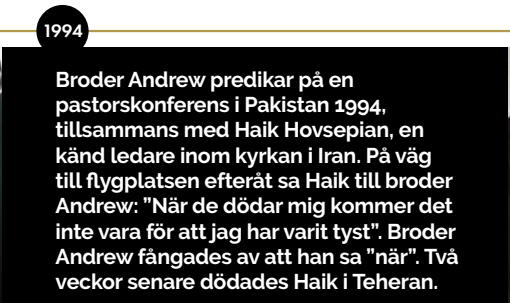 1994
Broder Andrew predikar på en
pastorskonferens i Pakistan 1994,
tillsammans med Haik Hovsepian, en
känd ledare inom kyrkan i Iran. På väg
till flygplatsen efteråt sa Haik till broder
Andrew: ”När de dödar mig kommer det
inte vara för att jag har varit tyst”. Broder
Andrew fångades av att han sa ”när”. Två
veckor senare dödades Haik i Teheran.